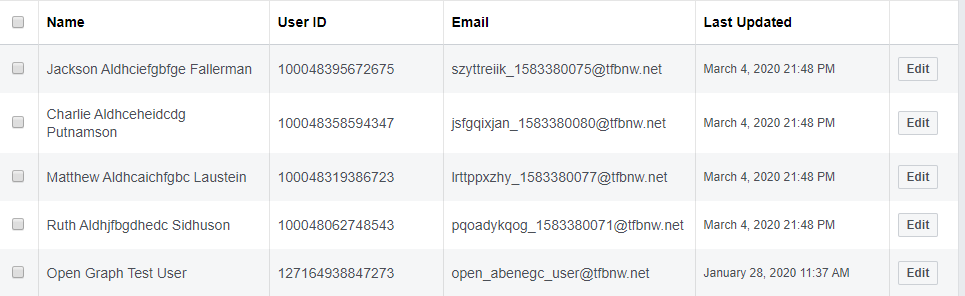 Name User ID Email Last Updated
Jackson Aldhciefgbfge Fallerman 100048395672675 szyttreiik_1583380075@tfbnw.net March 4, 2020 21:48 PM Edit
Charlie Aldhceheidcdg
Putnamson 100048358594347 jsfgqixjan_1583380080@tfbnw.net March 4, 2020 21:48 PM Edit
Matthew Aldhcaichfgbc Laustein 100048319386723 lrttppxzhy_1583380077@tfbnw.net March 4, 2020 21:48 PM Edit
Ruth Aldhjfbgdhedc Sidhuson 100048062748543 pqoadykqog_1583380071@tfbnw.net March 4, 2020 21:48 PM Edit
Open Graph Test User 127164938847273 open_abenegc_user@tfbnw.net January 28, 2020 11:37 AM Edit